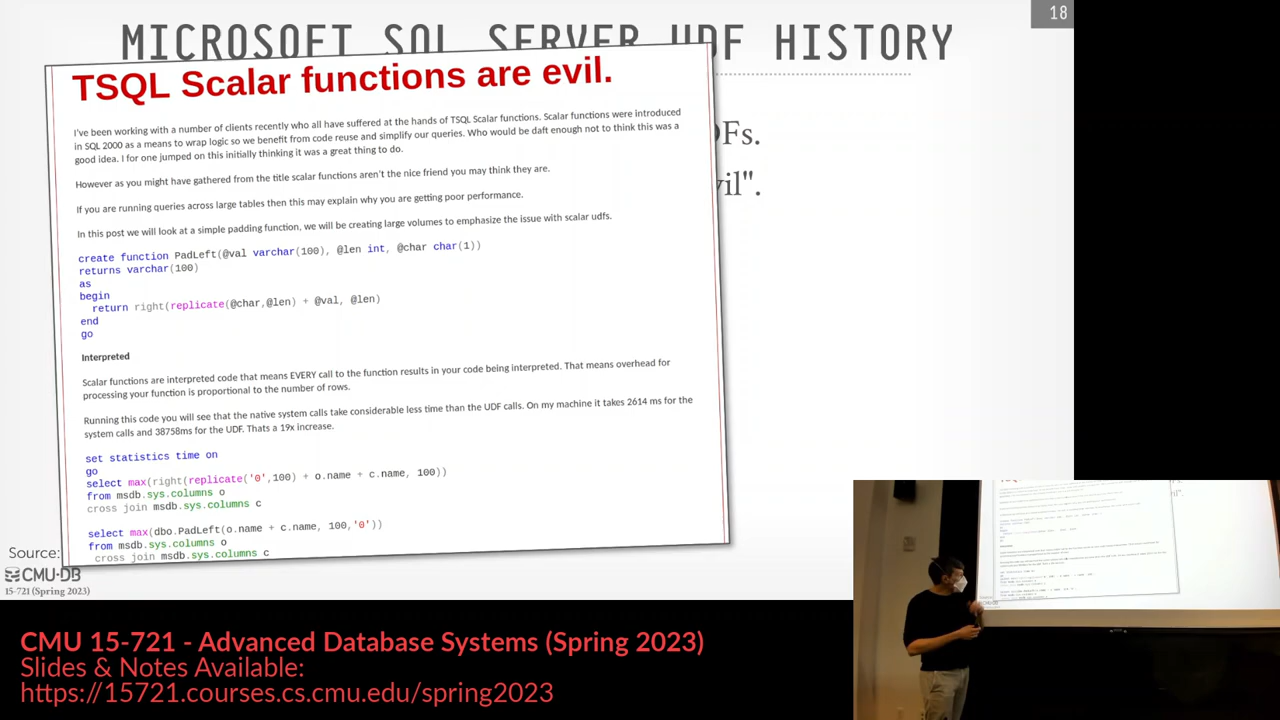 18
MICROSOFT SQL SERVER UDF HISTORY
DFs.
vil".
TSQL Scalar functions are evil.
I've been working with a number of clients recently who all have suffered at the hands of TSQL Scalar functions. Scalar functions were introduced
in SQL 2000 as a means to wrap logic so we benefit from code reuse and simplify our queries. Who would be daft enough not to think this was a
good idea. I for one jumped on this initially thinking it was a great thing to do.
However as you might have gathered from the title scalar functions aren't the nice friend you may think they are.
If you are running queries across large tables then this may explain why you are getting poor performance.
In this post we will look at a simple padding function, we will be creating large volumes to emphasize the issue with scalar udfs.
create function PadLeft(@val varchar(100), @len int, @char char(1))
returns varchar(100)
as
begin
return right(replicate(@char,@len) + @val, @len)
end
go
Interpreted
Scalar functions are interpreted code that means EVERY call to the function results in your code being interpreted. That means overhead for
processing your function is proportional to the number of rows.
Running this code you will see that the native system calls take considerable less time than the UDF calls. On my machine it takes 2614 ms for the
system calls and 38758ms for the UDF. Thats a 19x increase.
set statistics time on
go
select max(right(replicate('0',100) + o.name + c.name, 100))
from msdb.sys.columns o
cross join msdb.sys.columns c
select max(dbo.PadLeft(o.name + c.name, 100,'0'))
from msdb.sys.columns o
cross join msdb.sys.columns c
Source:
CMU·DB
15-721 (Spring 2023)
CMU 15-721 - Advanced Database Systems (Spring 2023)
Slides & Notes Available:
https://15721.courses.cs.cmu.edu/spring2023